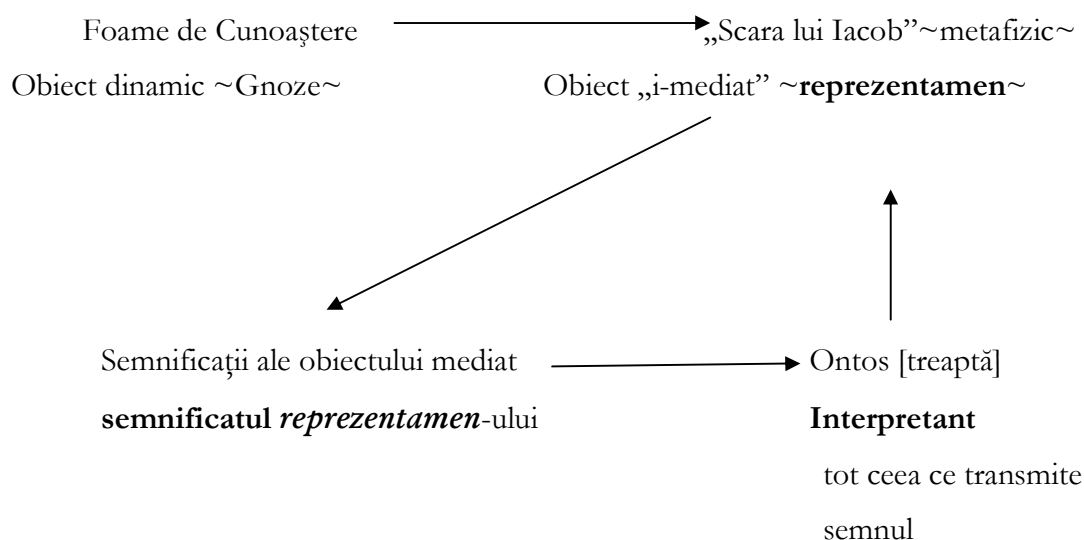 Foame de Cunoaştere „Scara lui Iacob”~metafizic~
Obiect dinamic ~Gnoze~ Obiect „i-mediat” ~reprezentamen~
Semnificaţii ale obiectului mediat Ontos [treaptă]
semnificatul reprezentamen-ului Interpretant
tot ceea ce transmite
semnul